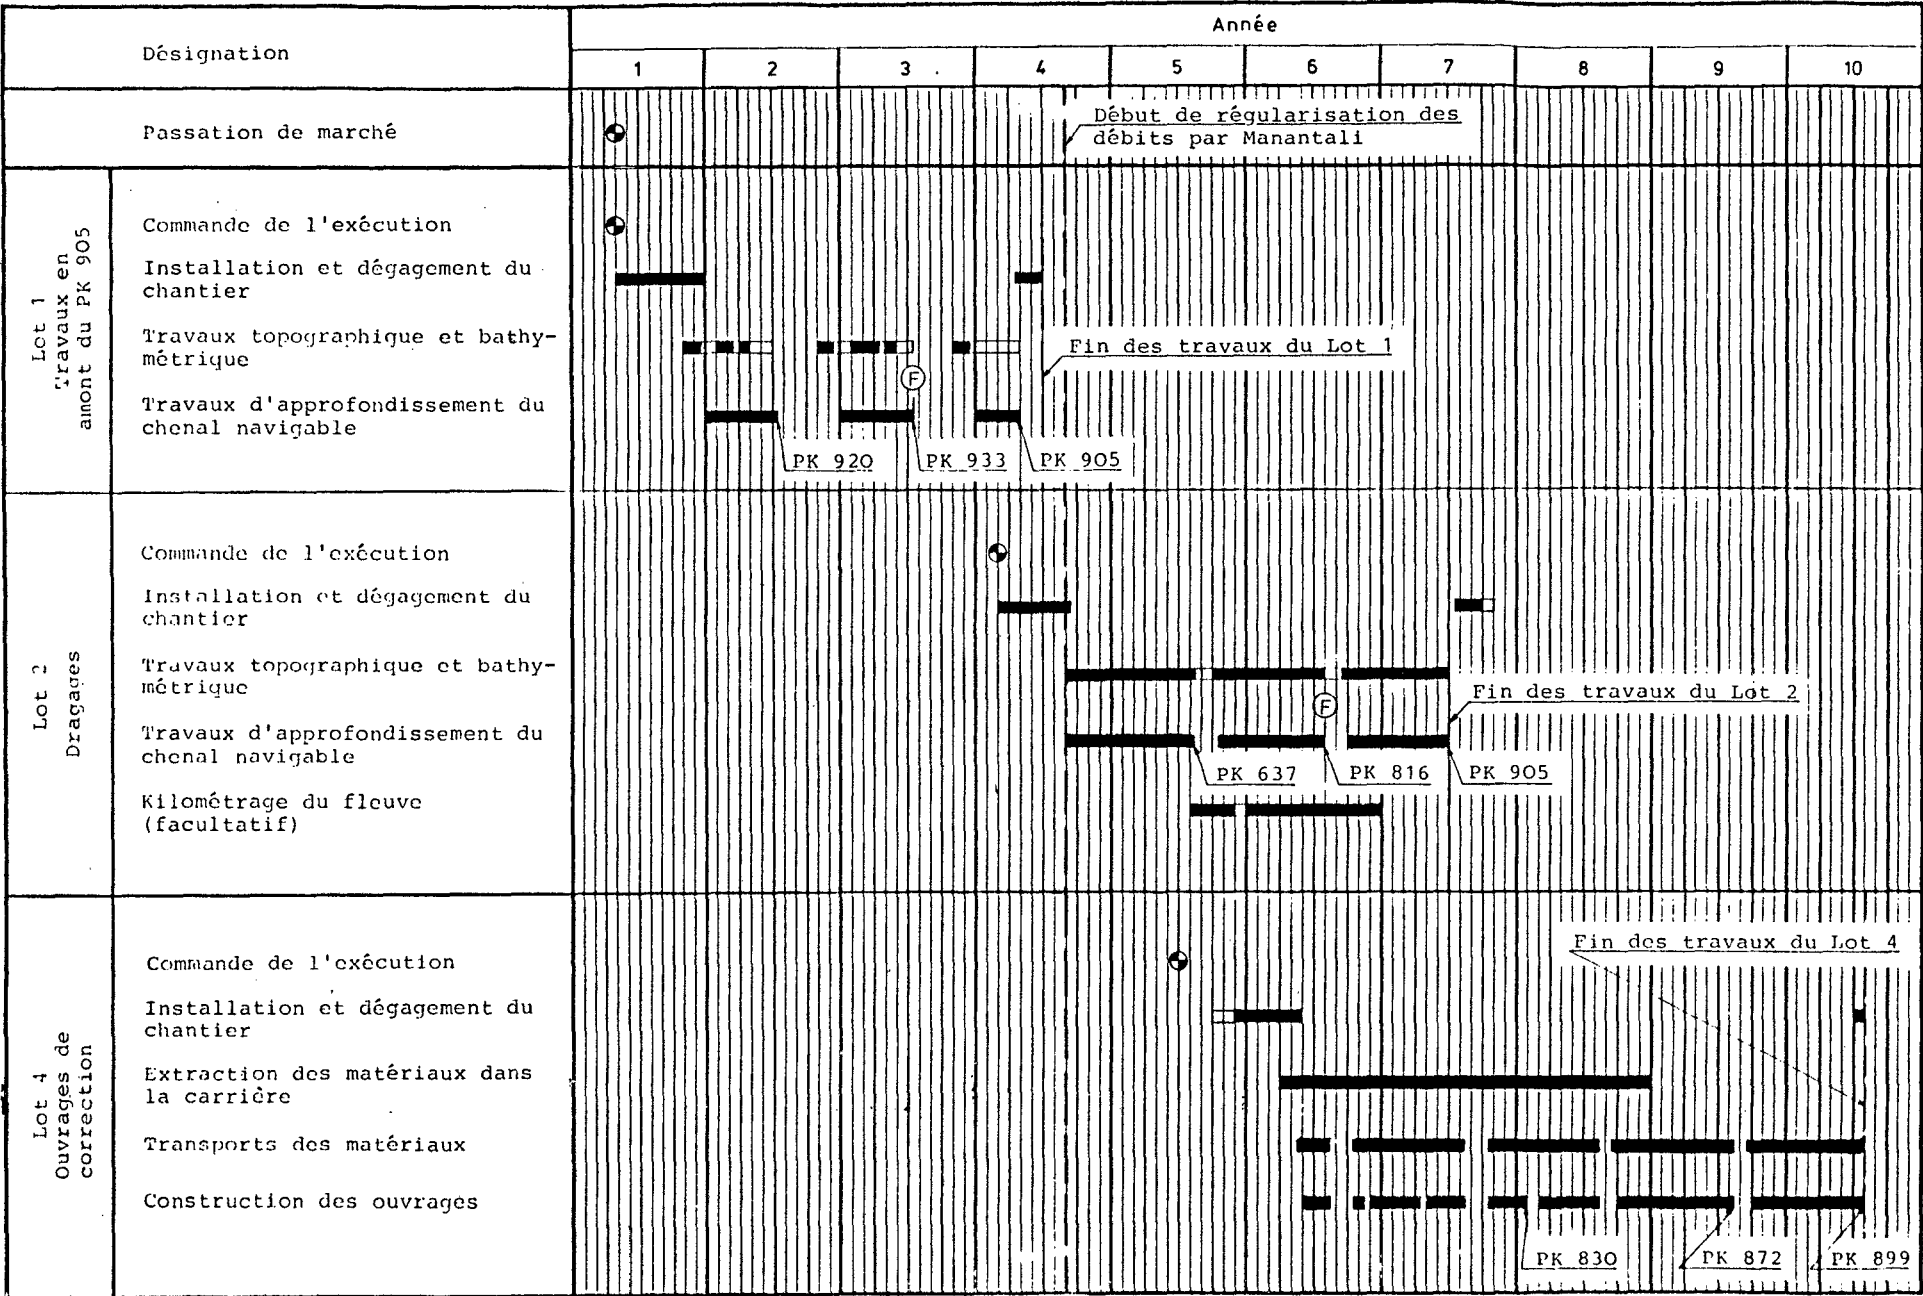 Année
Désignation
1 2 3 4 5 6 7 8 9 10
Passation de marché
Début de régularisation des
débits par Manantali
Lot 1
Travaux en
amont du PK 905
Commande de l'exécution
Installation et dégagement du
chantier
Travaux topographique et bathy-
métrique
Fin des travaux du Lot 1
F
Travaux d'approfondissement du
chenal navigable
PK 920
PK 933
PK 905
Lot 2
Dragages
Commande de l'exécution
Installation et dégagement du
chantier
Travaux topographique et bathy-
métrique
Fin des travaux du Lot 2
F
Travaux d'approfondissement du
chenal navigable
PK 637
PK 816
PK 905
Kilométrage du fleuve
(facultatif)
Lot 4
Ouvrages de
correction
Fin des travaux du Lot 4
Commande de l'exécution
Installation et dégagement du
chantier
Extraction des matériaux dans
la carrière
Transports des matériaux
Construction des ouvrages
PK 830
PK 872
PK 899